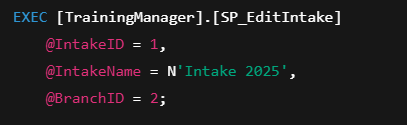 EXEC [TrainingManager].[SP_EditIntake]
@IntakeID = 1,
@IntakeName = N'Intake 2025',
@BranchID = 2;